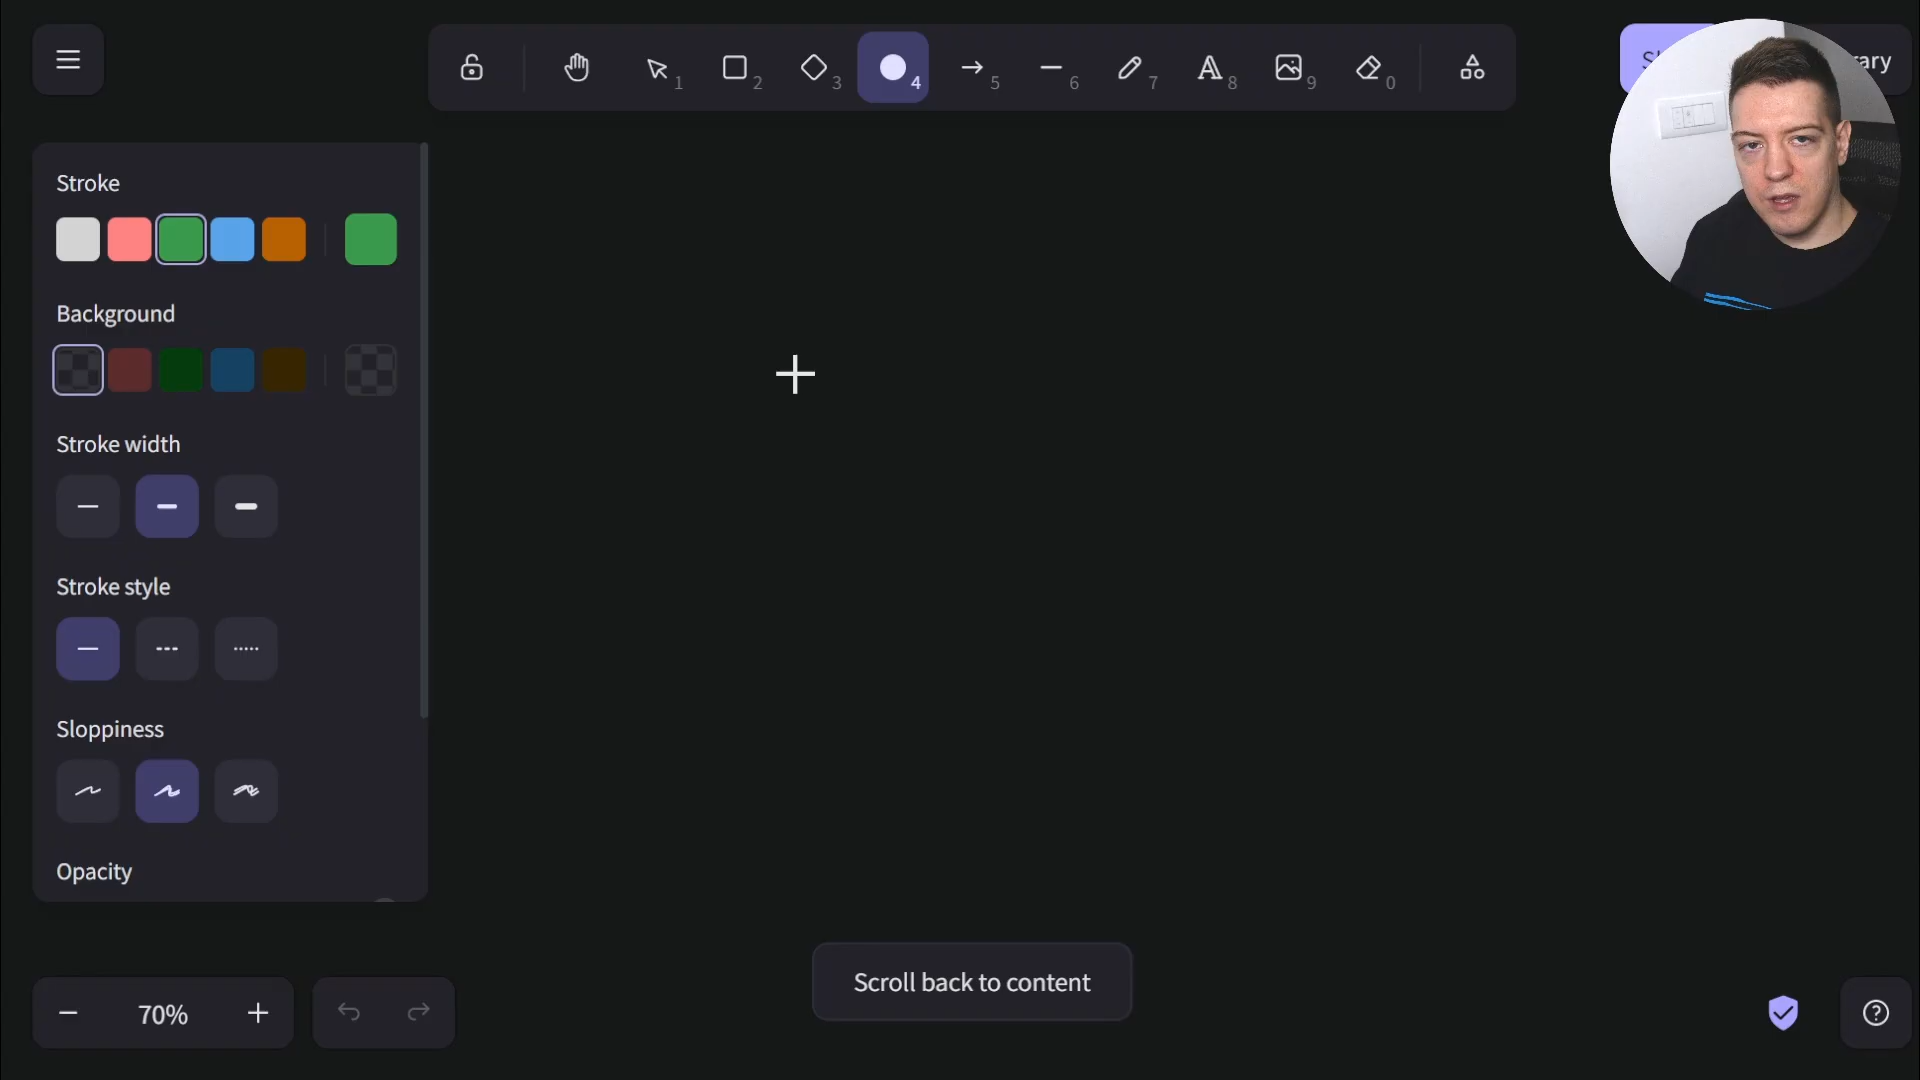 1
2
3
4
5
6
7
8
9
0
Stroke
Background
Stroke width
Stroke style
Sloppiness
Opacity
70%
Scroll back to content